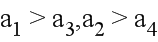 a₁ > a₃,a₂ > a₄